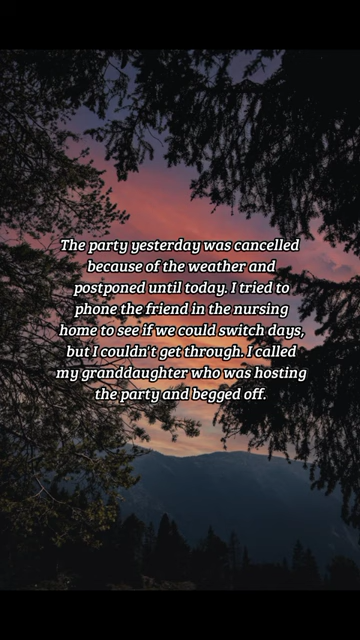 The party yesterday was cancelled
because of the weather and
postponed until today. I tried to
phone the friend in the nursing
home to see if we could switch days,
but I couldn't get through. I called
my granddaughter who was hosting
the party and begged off.